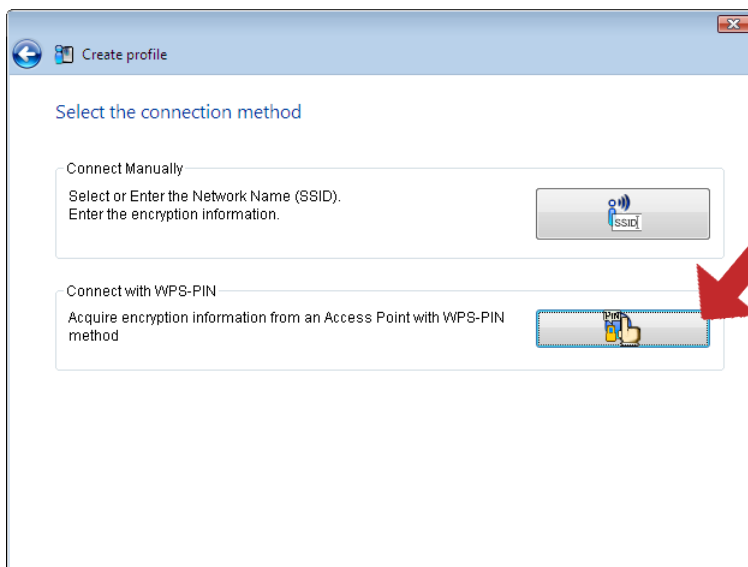 Create profile
Select the connection method
Connect Manually
Select or Enter the Network Name (SSID).
Enter the encryption information.
SSID
Connect with WPS-PIN
Acquire encryption information from an Access Point with WPS-PIN
method
PIN